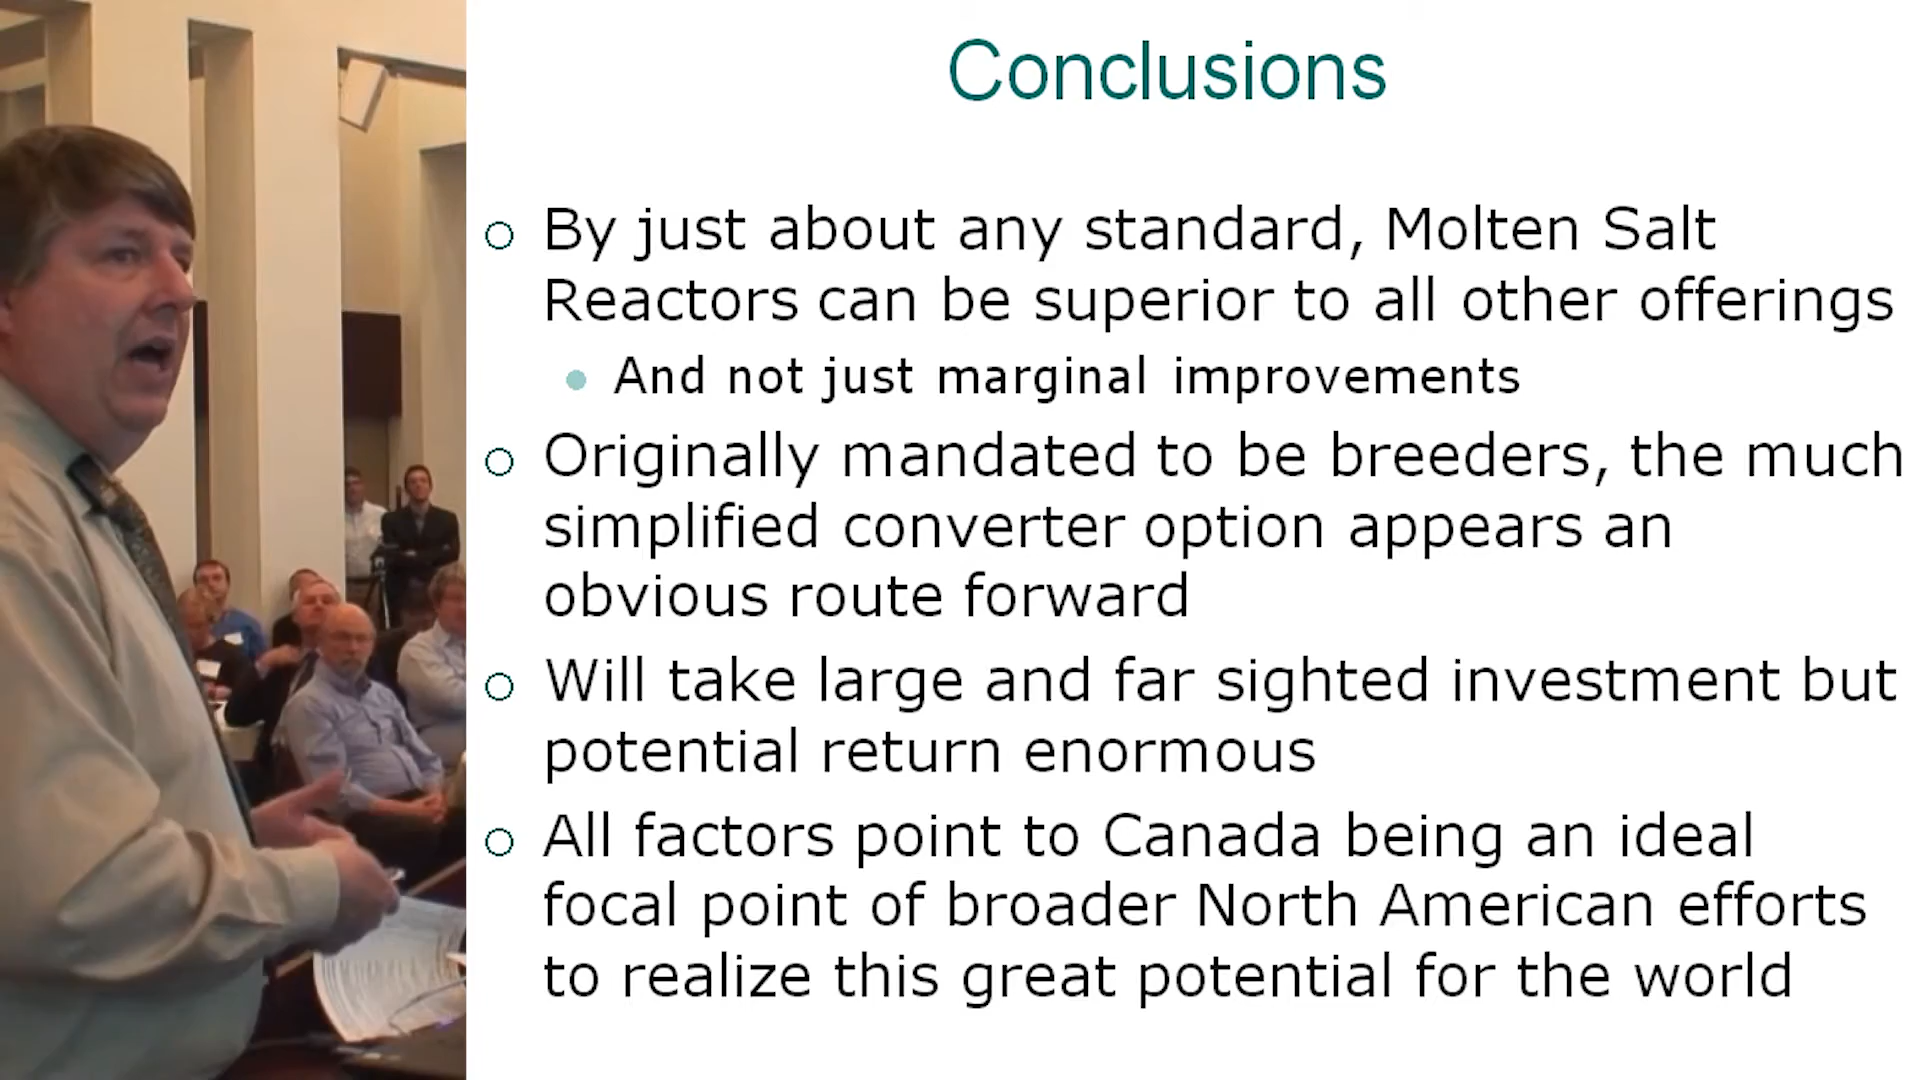 Conclusions
By just about any standard, Molten Salt
Reactors can be superior to all other offerings
And not just marginal improvements
Originally mandated to be breeders, the much
simplified converter option appears an
obvious route forward
Will take large and far sighted investment but
potential return enormous
All factors point to Canada being an ideal
focal point of broader North American efforts
to realize this great potential for the world